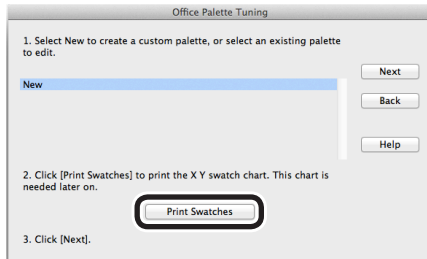 Office Palette Tuning
1. Select New to create a custom palette, or select an existing palette
to edit.
Next
New
Back
Help
2. Click [Print Swatches] to print the X Y swatch chart. This chart is
needed later on.
Print Swatches
3. Click [Next].